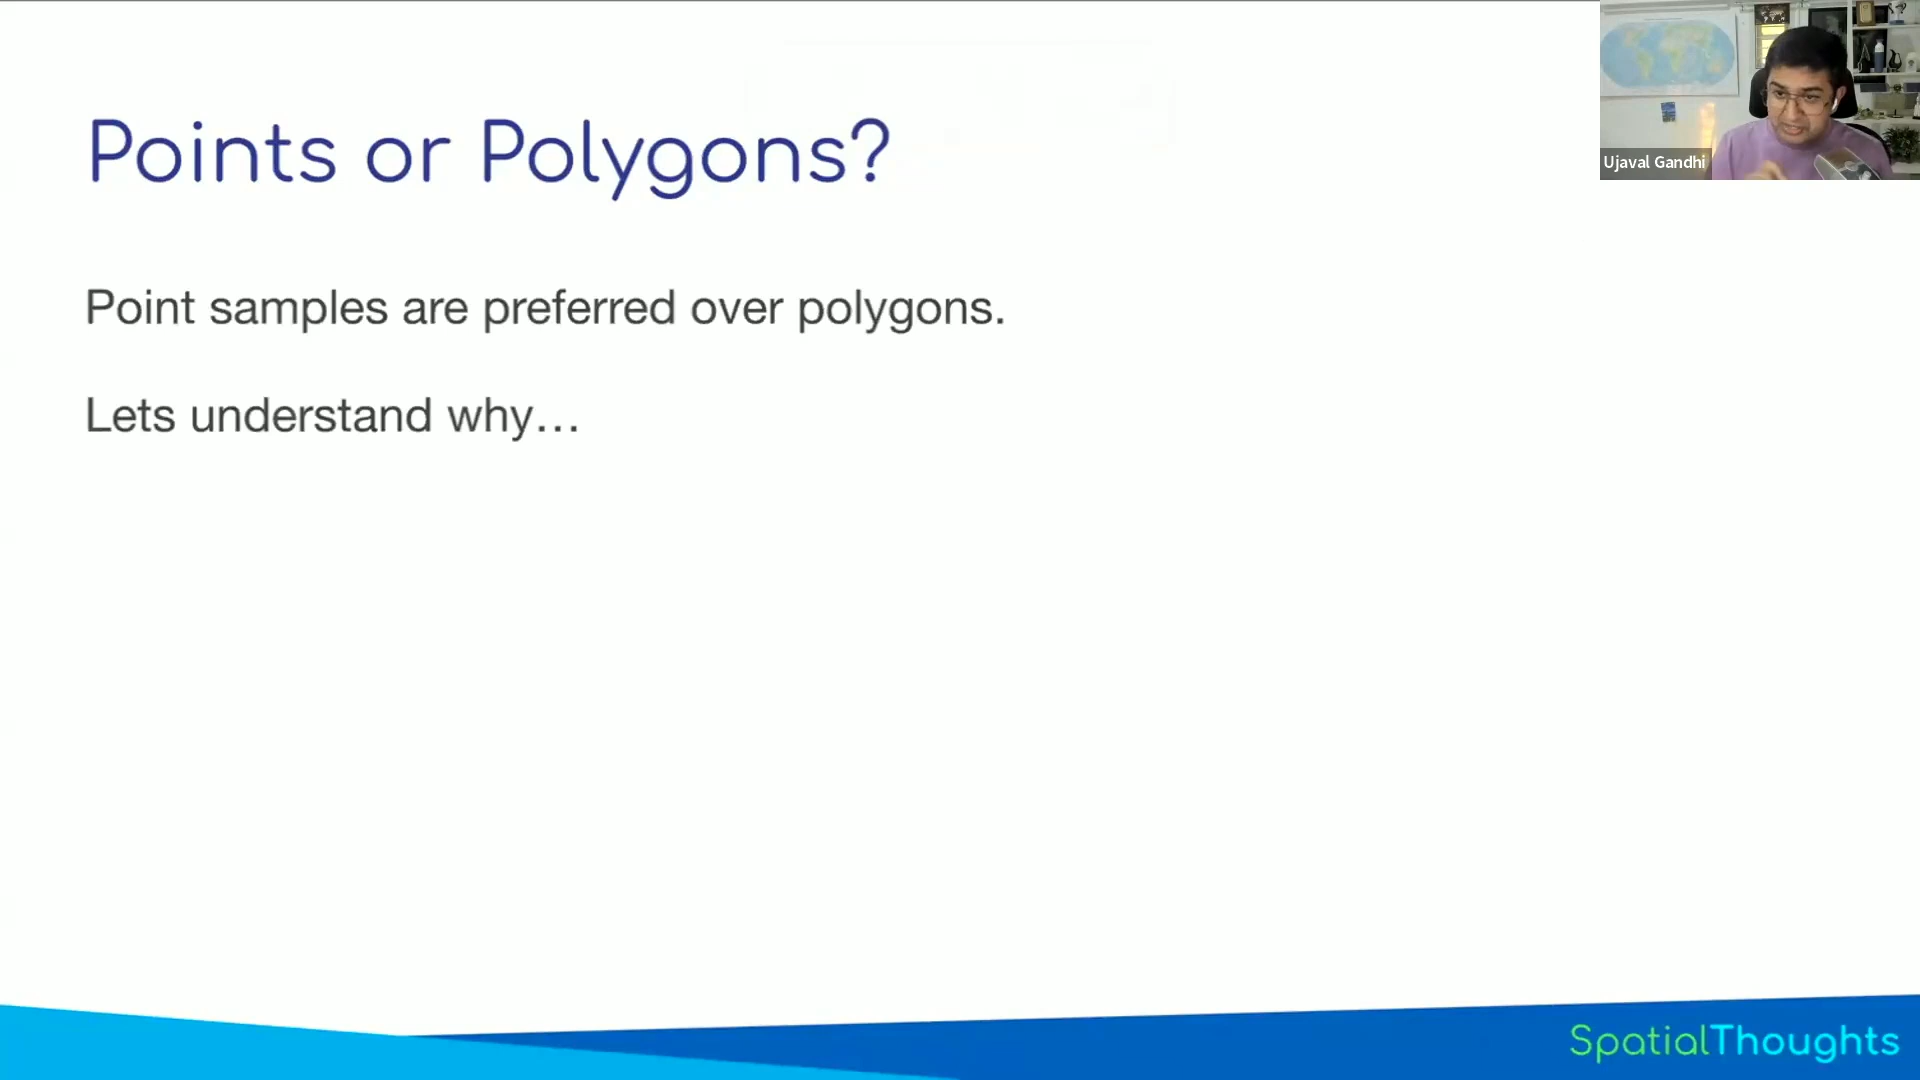 Points or Polygons?
Ujaval Gandhi
Point samples are preferred over polygons.
Lets understand why...
SpatialThoughts